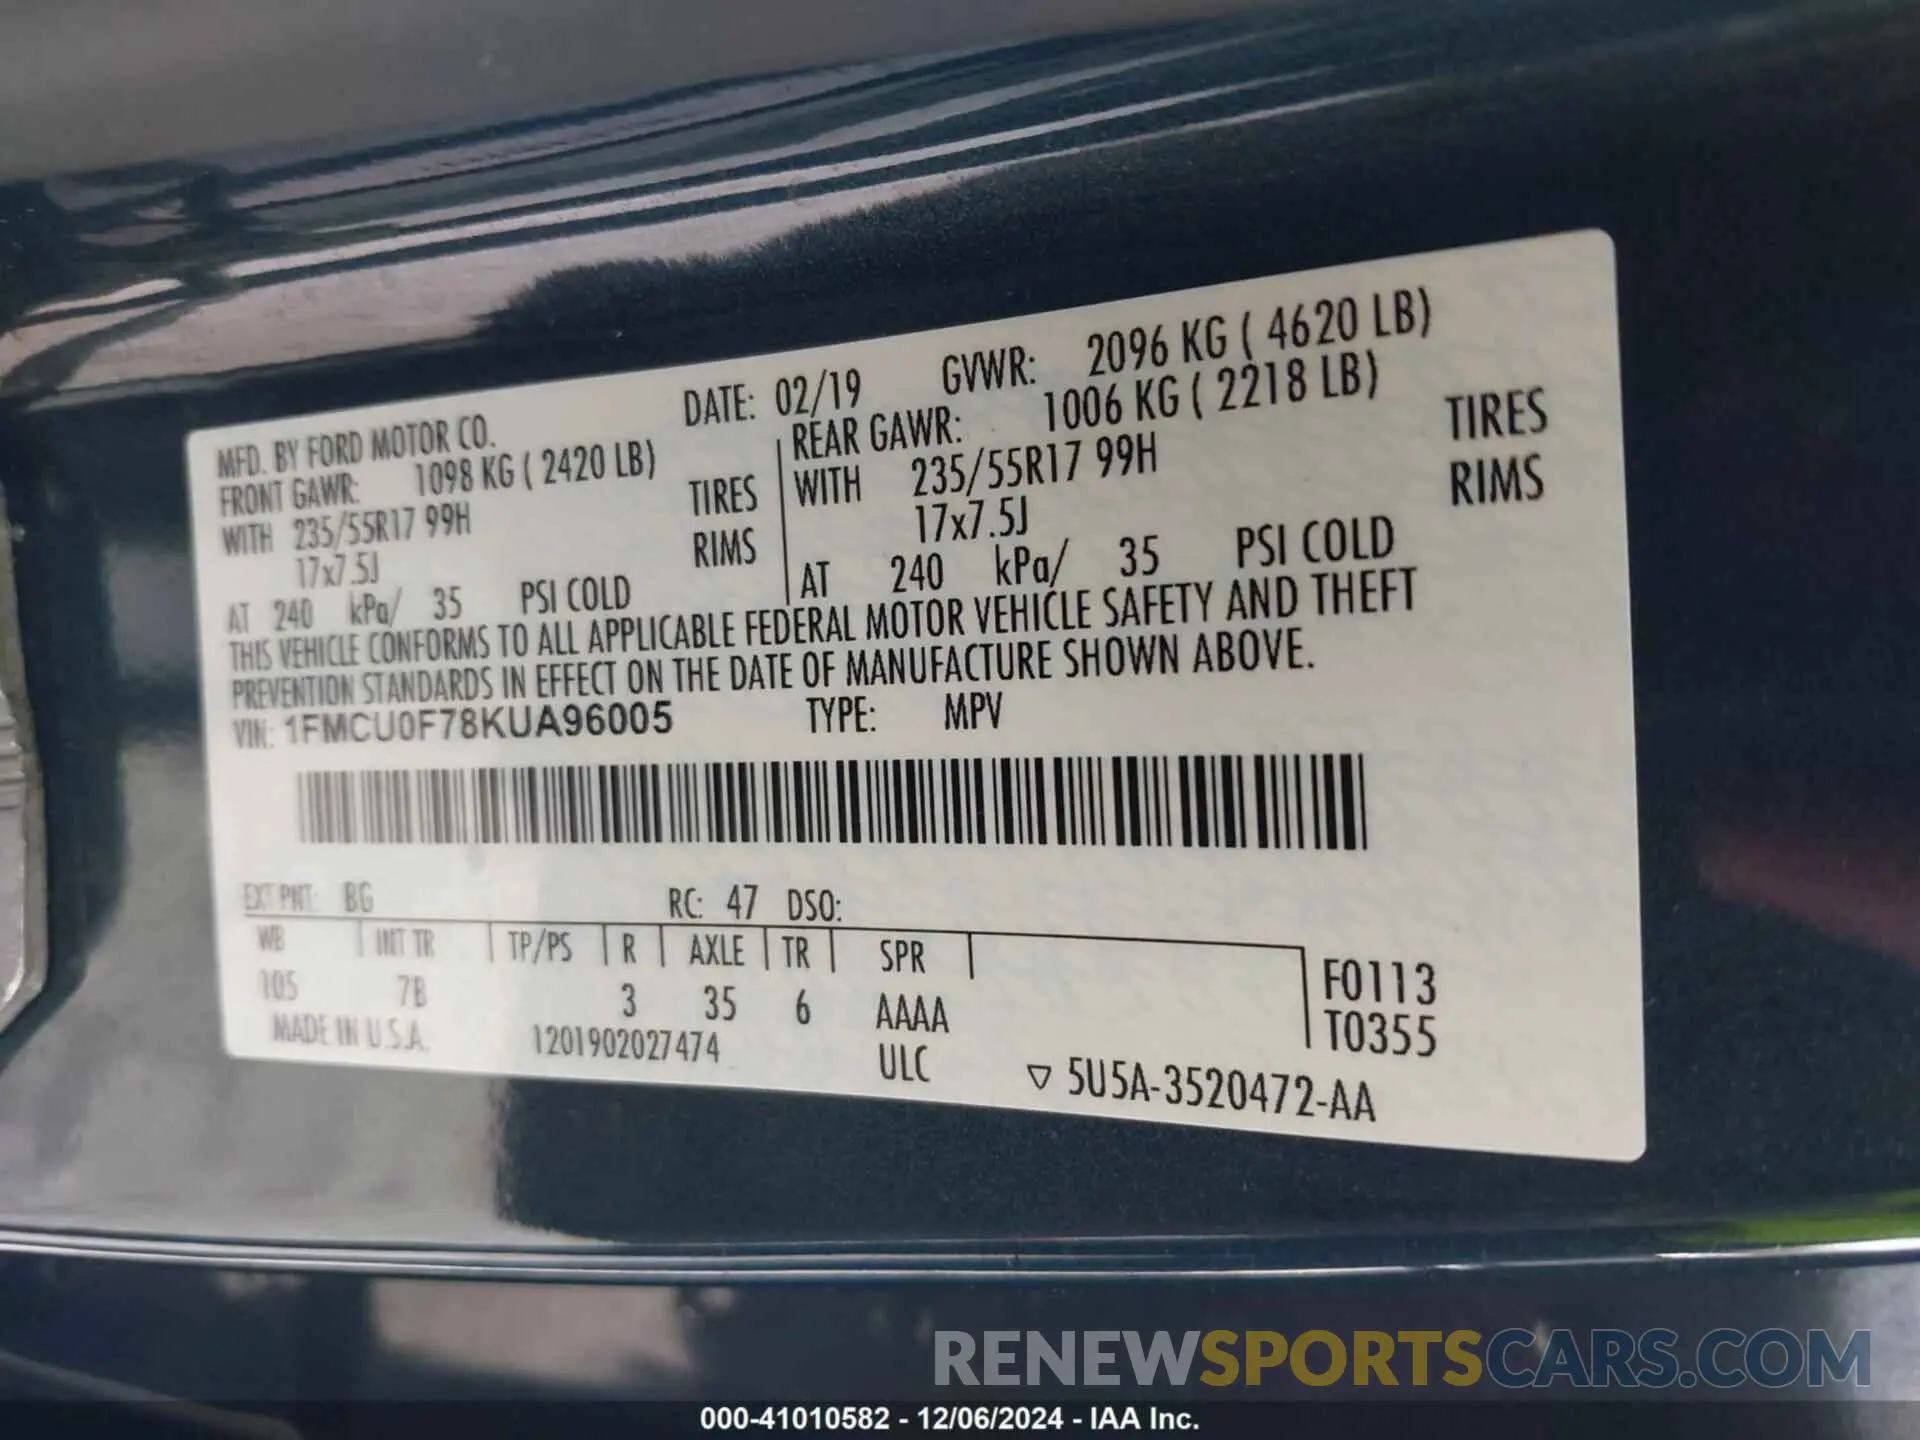 MFD. BY FORD MOTOR CO. DATE: 02/19 GVWR: 2096 KG ( 4620 LB)
FRONT GAWR: 1098 KG ( 2420 LB) REAR GAWR: 1006 KG ( 2218 LB)
WITH 235/55R17 99H TIRES WITH 235/55R17 99H TIRES
17x7.5J RIMS 17x7.5J RIMS
AT 240 kPa/ 35 PSI COLD AT 240 kPa/ 35 PSI COLD
THIS VEHICLE CONFORMS TO ALL APPLICABLE FEDERAL MOTOR VEHICLE SAFETY AND THEFT
PREVENTION STANDARDS IN EFFECT ON THE DATE OF MANUFACTURE SHOWN ABOVE.
VIN: 1FMCU0F78KUA96005 TYPE: MPV
EXT PNT: BG RC: 47 DSO:
WB INT TR TP/PS R AXLE TR SPR F0113
105 7B 3 35 6 AAAA T0355
MADE IN U.S.A. 1201902027474 ULC ▽ 5U5A-3520472-AA
RENEWSPORTSCARS.COM
000-41010582 - 12/06/2024 - IAA Inc.